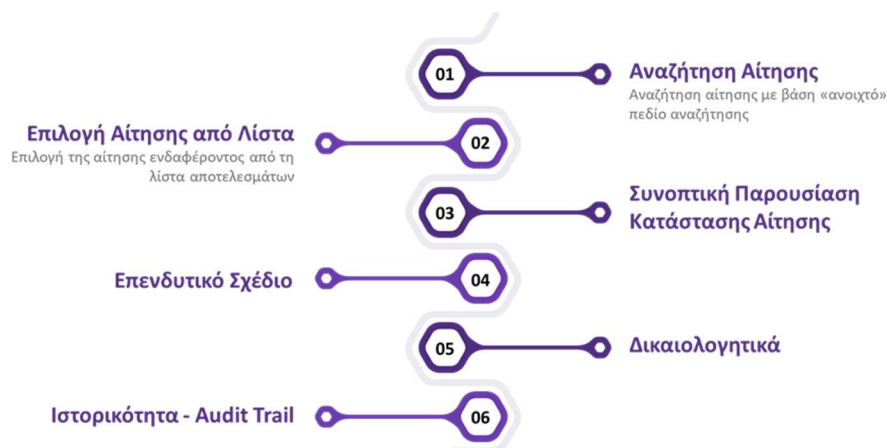 01
Αναζήτηση Αίτησης
Αναζήτηση αίτησης με βάση «ανοιχτό»
πεδίο αναζήτησης
Επιλογή Αίτησης από Λίστα
Επιλογή της αίτησης ενδαφέροντος από τη
λίστα αποτελεσμάτων
02
03
Συνοπτική Παρουσίαση
Κατάστασης Αίτησης
Επενδυτικό Σχέδιο
04
05
Δικαιολογητικά
Ιστορικότητα - Audit Trail
06